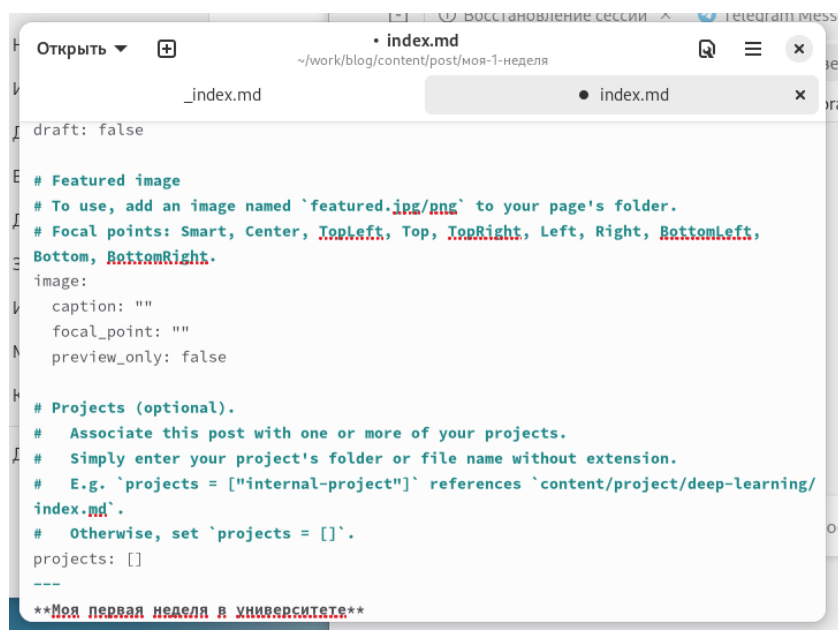 Восстановление сессии × Telegram Mess
Открыть
• index.md
~/work/blog/content/post/моя-1-неделя
_index.md
● index.md ×
draft: false
# Featured image
# To use, add an image named `featured.jpg/png` to your page's folder.
# Focal points: Smart, Center, TopLeft, Top, TopRight, Left, Right, BottomLeft,
Bottom, BottomRight.
image:
caption: ""
focal_point: ""
preview_only: false
# Projects (optional).
#   Associate this post with one or more of your projects.
#   Simply enter your project's folder or file name without extension.
#   E.g. `projects = ["internal-project"]` references `content/project/deep-learning/
index.md`.
#   Otherwise, set `projects = []`.
projects: []
---
**Моя первая неделя в университете**